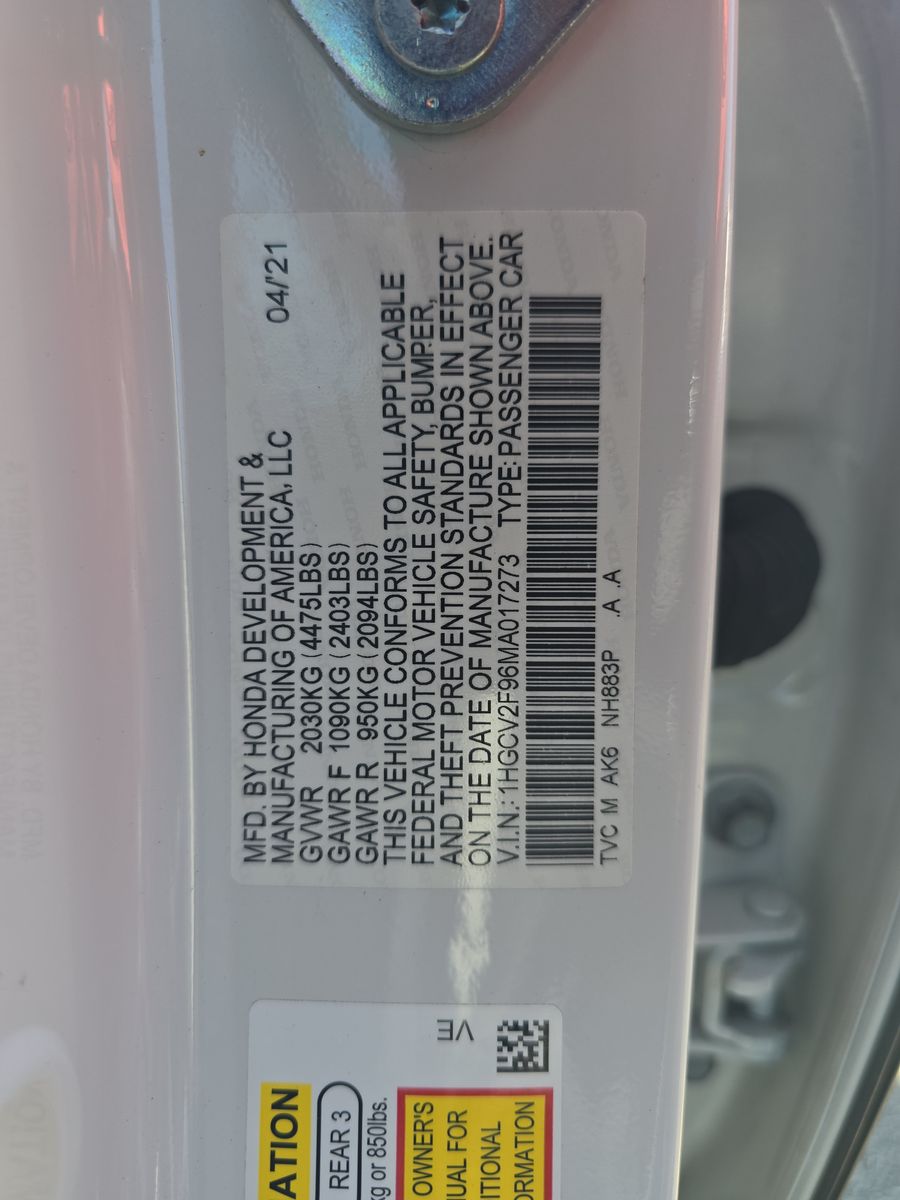 MFD. BY HONDA DEVELOPMENT &
MANUFACTURING OF AMERICA, LLC 04/'21
GVWR 2030KG (4475LBS)
GAWR F 1090KG (2403LBS)
GAWR R 950KG (2094LBS)
THIS VEHICLE CONFORMS TO ALL APPLICABLE
FEDERAL MOTOR VEHICLE SAFETY, BUMPER,
AND THEFT PREVENTION STANDARDS IN EFFECT
ON THE DATE OF MANUFACTURE SHOWN ABOVE.
V.I.N.: 1HGCV2F96MA017273 TYPE: PASSENGER CAR
TVC M AK6 NH883P .A .A
VE
ATION
REAR 3
kg or 850lbs.
OWNER'S
UAL FOR
ITIONAL
ORMATION